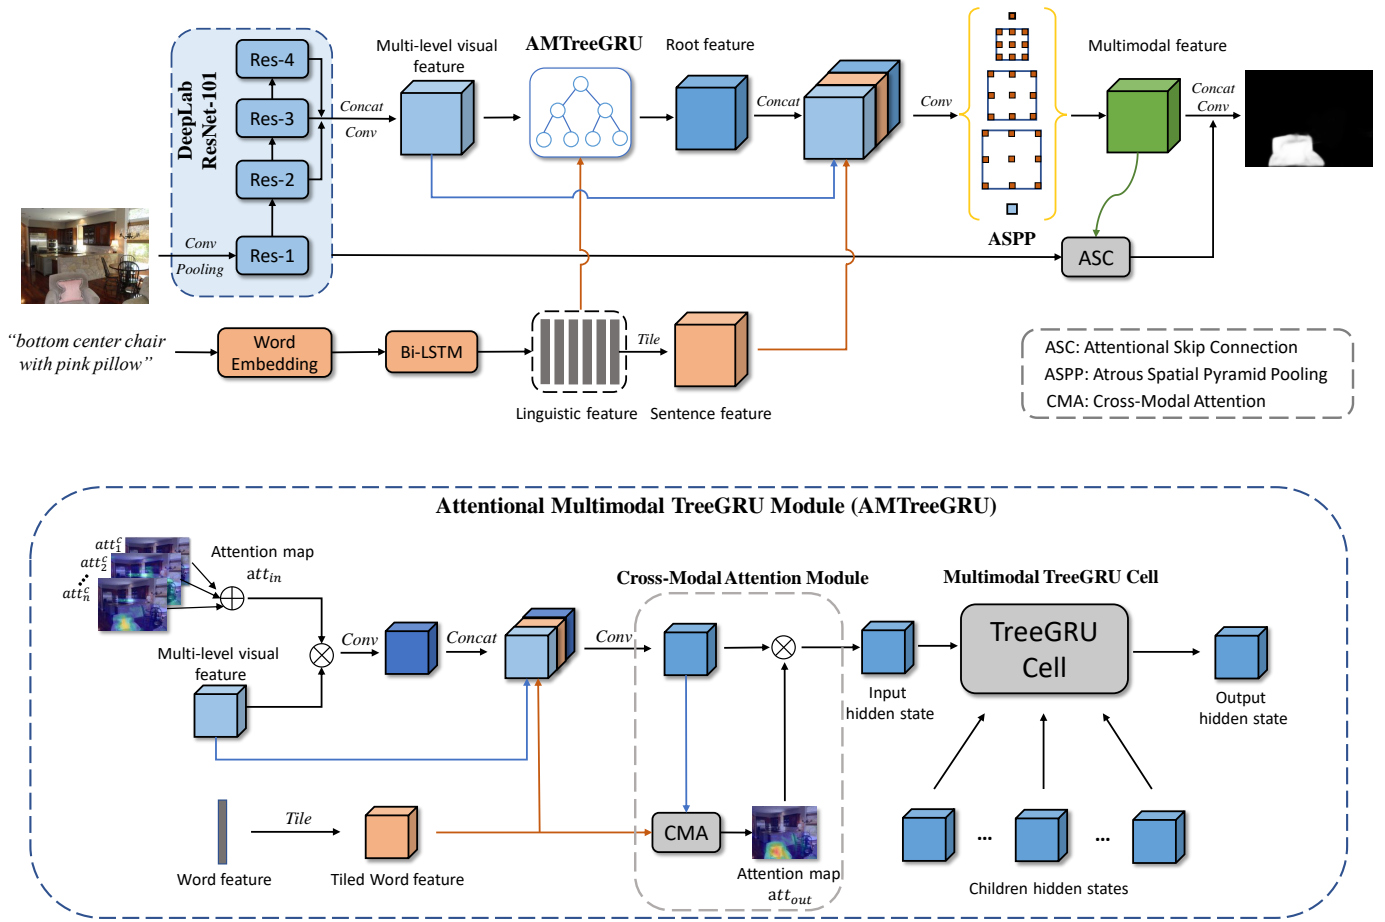 DeepLab
ResNet-101
Res-4
Res-3
Res-2
Res-1
Conv
Pooling
Concat
Conv
Multi-level visual
feature
AMTreeGRU
Root feature
Concat
Conv
ASPP
Multimodal feature
Concat
Conv
ASC
“bottom center chair
with pink pillow”
Word
Embedding
Bi-LSTM
Linguistic feature
Tile
Sentence feature
ASC: Attentional Skip Connection
ASPP: Atrous Spatial Pyramid Pooling
CMA: Cross-Modal Attention
Attentional Multimodal TreeGRU Module (AMTreeGRU)
att₁ᶜ
att₂ᶜ
attₙᶜ
Attention map
att_in
Multi-level visual
feature
Conv
Concat
Conv
Cross-Modal Attention Module
Multimodal TreeGRU Cell
TreeGRU
Cell
Input
hidden state
Output
hidden state
Word feature
Tile
Tiled Word feature
CMA
Attention map
att_out
...
...
Children hidden states